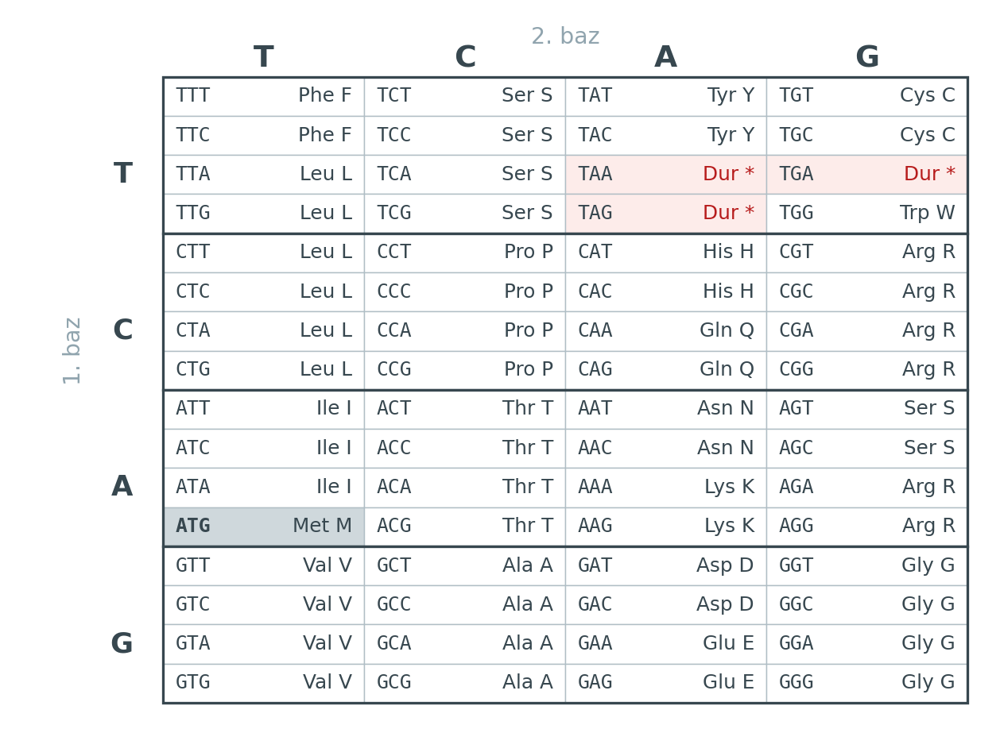 2. baz
T C A G
TTT Phe F TCT Ser S TAT Tyr Y TGT Cys C
TTC Phe F TCC Ser S TAC Tyr Y TGC Cys C
T
TTA Leu L TCA Ser S TAA Dur * TGA Dur *
TTG Leu L TCG Ser S TAG Dur * TGG Trp W
CTT Leu L CCT Pro P CAT His H CGT Arg R
CTC Leu L CCC Pro P CAC His H CGC Arg R
1. baz
C
CTA Leu L CCA Pro P CAA Gln Q CGA Arg R
CTG Leu L CCG Pro P CAG Gln Q CGG Arg R
ATT Ile I ACT Thr T AAT Asn N AGT Ser S
ATC Ile I ACC Thr T AAC Asn N AGC Ser S
A
ATA Ile I ACA Thr T AAA Lys K AGA Arg R
ATG Met M ACG Thr T AAG Lys K AGG Arg R
GTT Val V GCT Ala A GAT Asp D GGT Gly G
GTC Val V GCC Ala A GAC Asp D GGC Gly G
G
GTA Val V GCA Ala A GAA Glu E GGA Gly G
GTG Val V GCG Ala A GAG Glu E GGG Gly G